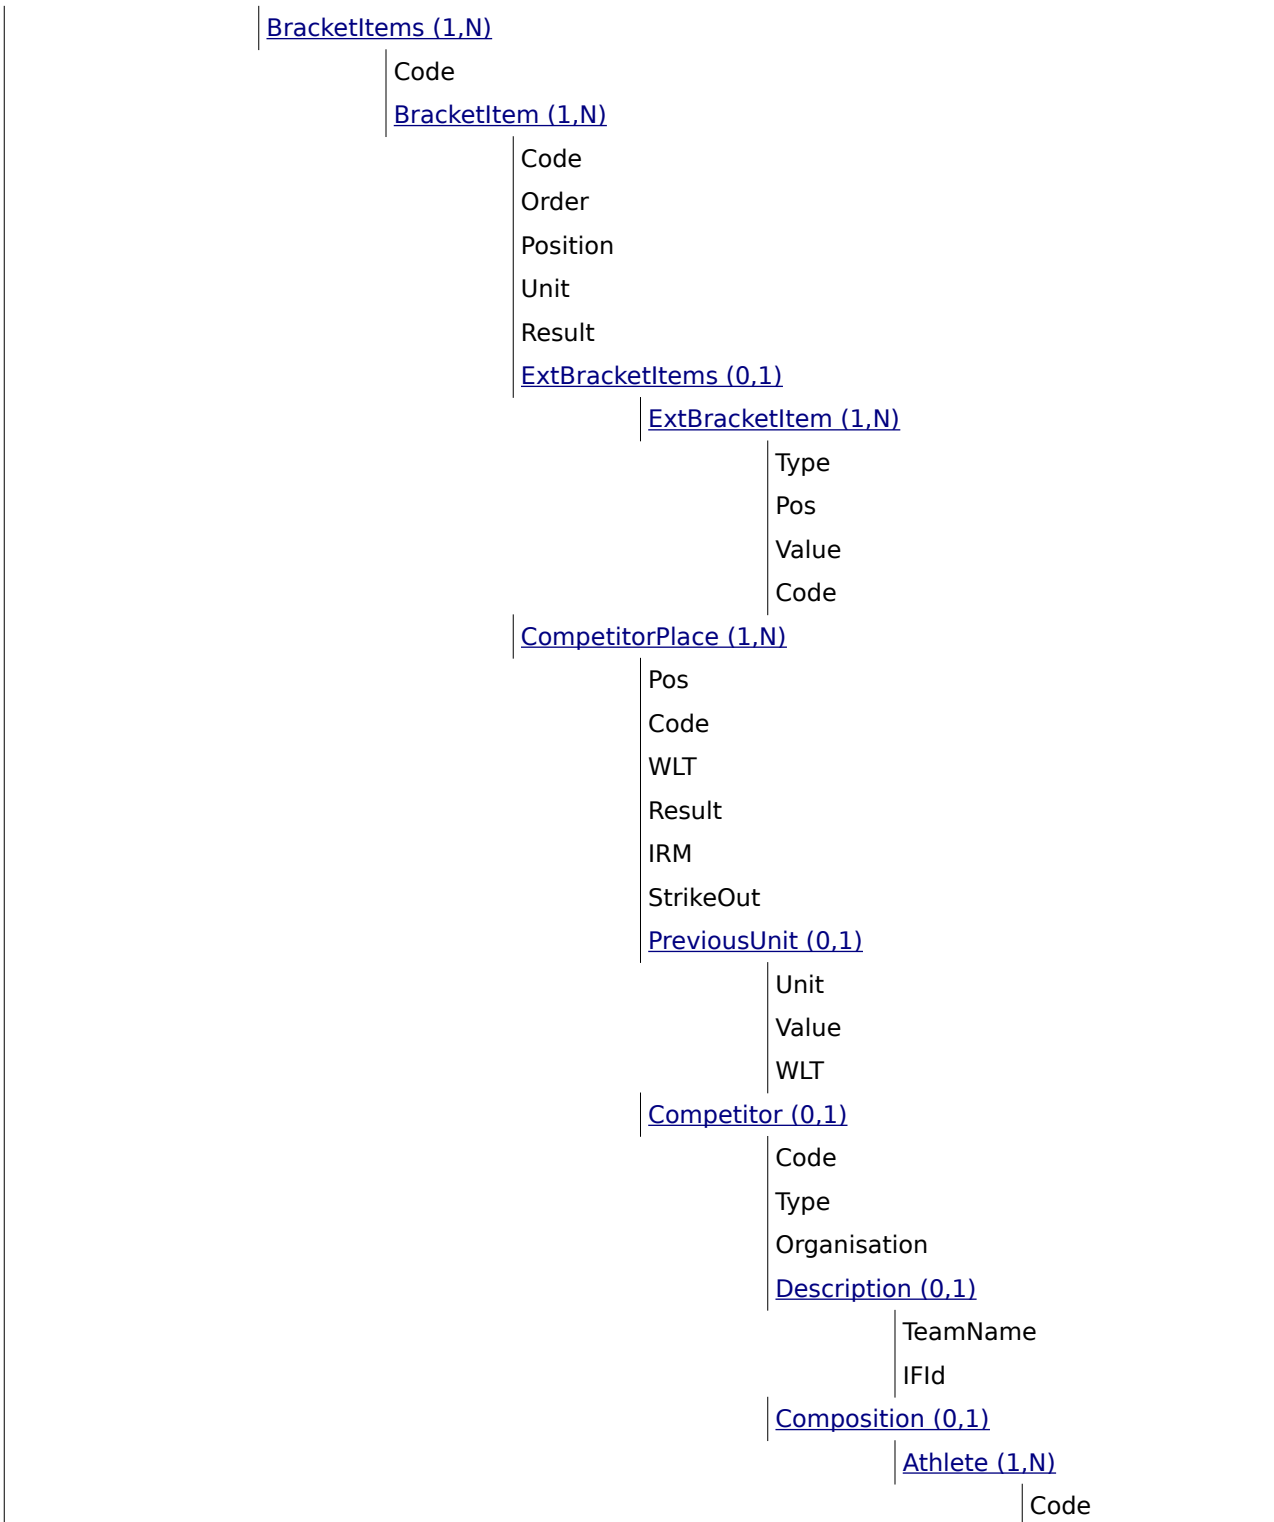 BracketItems (1,N)
Code
BracketItem (1,N)
Code
Order
Position
Unit
Result
ExtBracketItems (0,1)
ExtBracketItem (1,N)
Type
Pos
Value
Code
CompetitorPlace (1,N)
Pos
Code
WLT
Result
IRM
StrikeOut
PreviousUnit (0,1)
Unit
Value
WLT
Competitor (0,1)
Code
Type
Organisation
Description (0,1)
TeamName
IFId
Composition (0,1)
Athlete (1,N)
Code